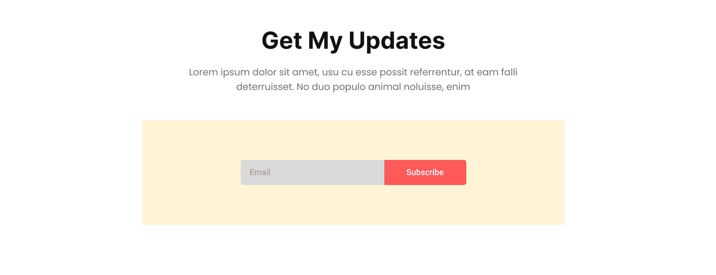 Get My Updates
Lorem ipsum dolor sit amet, usu cu esse possit referrentur, at eam falli
deterruisset. No duo populo animal noluisse, enim
Email
Subscribe